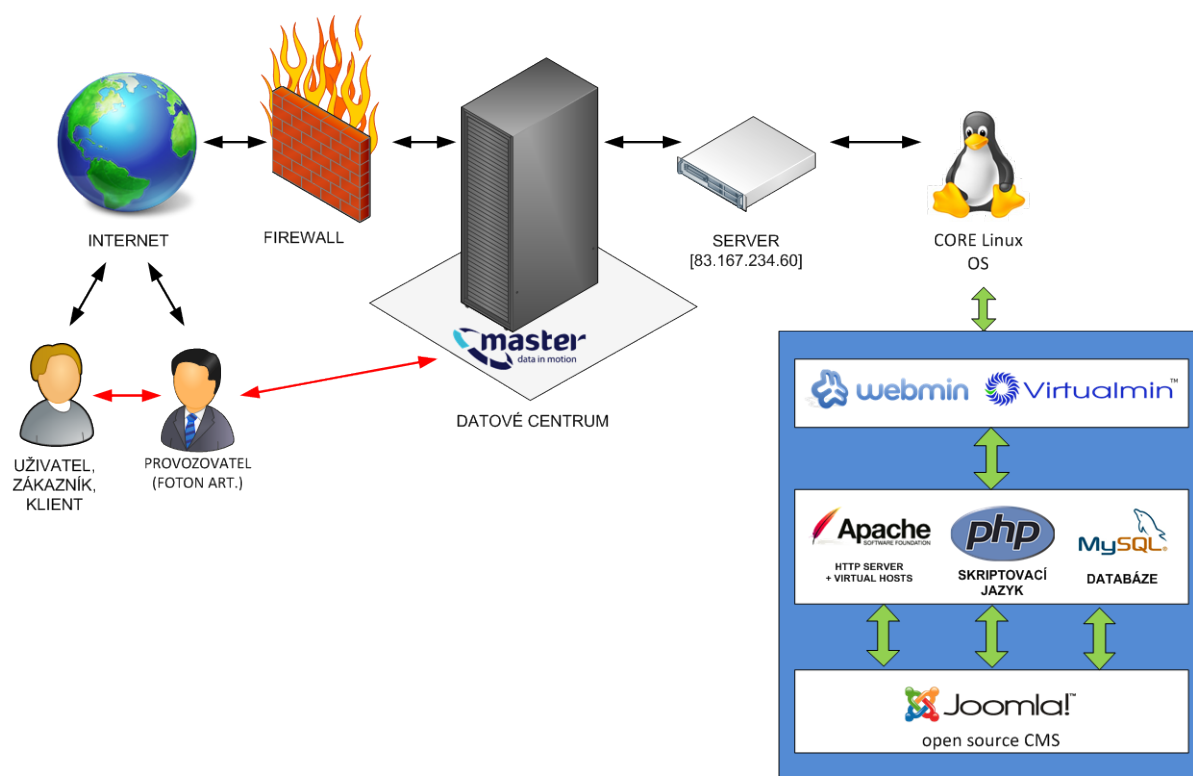 INTERNET
FIREWALL
master
data in motion
DATOVÉ CENTRUM
SERVER
[83.167.234.60]
CORE Linux
OS
UŽIVATEL,
ZÁKAZNÍK,
KLIENT
PROVOZOVATEL
(FOTON ART.)
webmin
Virtualmin™
Apache
SOFTWARE FOUNDATION
HTTP SERVER
+ VIRTUAL HOSTS
php
SKRIPTOVACÍ
JAZYK
MySQL®
DATABÁZE
Joomla!™
open source CMS